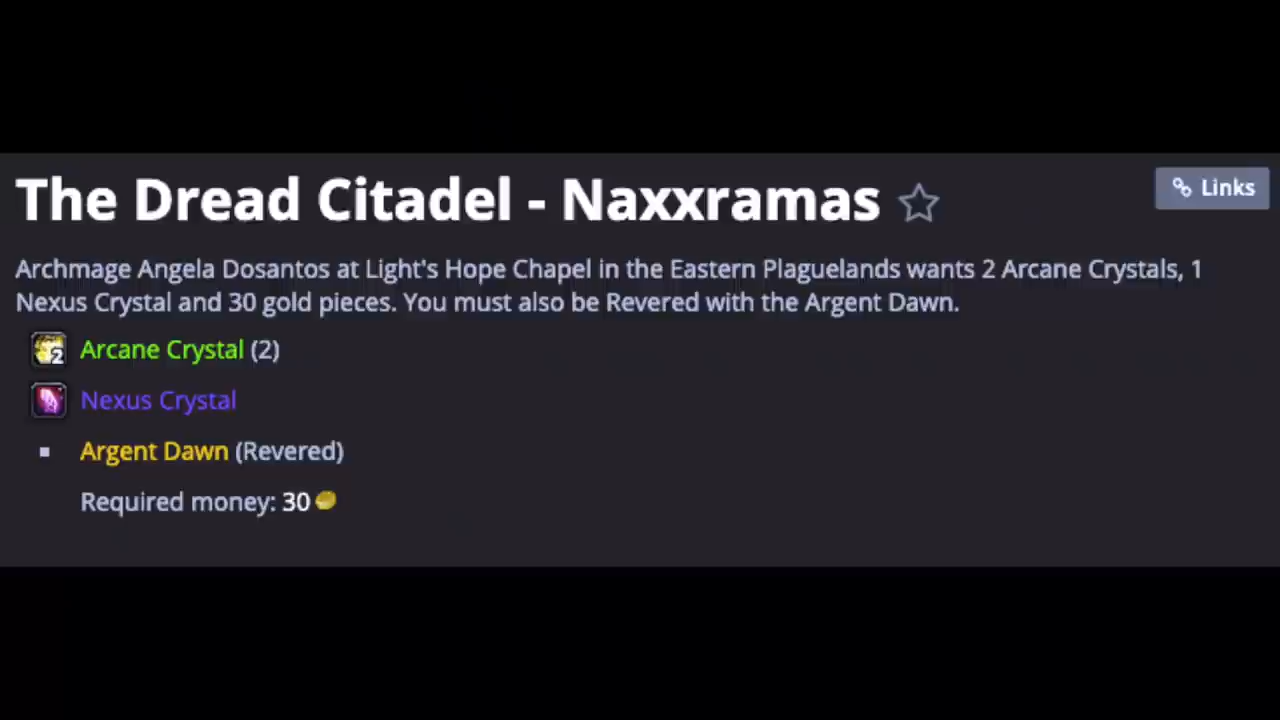 The Dread Citadel - Naxxramas
Links
Archmage Angela Dosantos at Light's Hope Chapel in the Eastern Plaguelands wants 2 Arcane Crystals, 1
Nexus Crystal and 30 gold pieces. You must also be Revered with the Argent Dawn.
2 Arcane Crystal (2)
Nexus Crystal
Argent Dawn (Revered)
Required money: 30